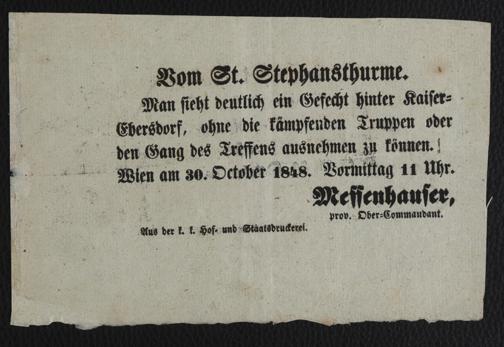 Vom St. Stephansthurme.
Man sieht deutlich ein Gefecht hinter Kaiser-
Ebersdorf, ohne die kämpfenden Truppen oder
den Gang des Treffens ausnehmen zu können.
Wien am 30. October 1848. Vormittag 11 Uhr.
Messenhauser,
prov. Ober-Commandant.
Aus der k. k. Hof- und Staatsdruckerei.